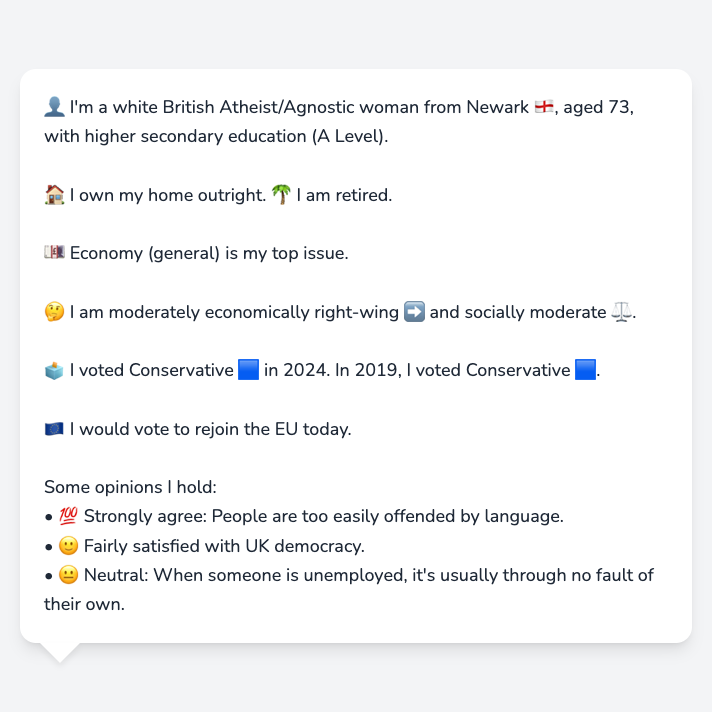 👤 I'm a white British Atheist/Agnostic woman from Newark 🏴󠁧󠁢󠁥󠁮󠁧󠁿, aged 73,
with higher secondary education (A Level).
🏠 I own my home outright. 🌴 I am retired.
💷 Economy (general) is my top issue.
🤔 I am moderately economically right-wing ➡️ and socially moderate ⚖️.
🗳️ I voted Conservative 🟦 in 2024. In 2019, I voted Conservative 🟦.
🇪🇺 I would vote to rejoin the EU today.
Some opinions I hold:
• 💯 Strongly agree: People are too easily offended by language.
• 🙂 Fairly satisfied with UK democracy.
• 😐 Neutral: When someone is unemployed, it's usually through no fault of
their own.